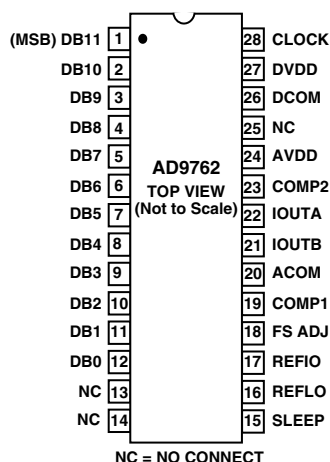 (MSB) DB11 1 28 CLOCK
DB10 2 27 DVDD
DB9 3 26 DCOM
DB8 4 25 NC
DB7 5 24 AVDD
AD9762
DB6 6 23 COMP2
TOP VIEW
(Not to Scale)
DB5 7 22 IOUTA
DB4 8 21 IOUTB
DB3 9 20 ACOM
DB2 10 19 COMP1
DB1 11 18 FS ADJ
DB0 12 17 REFIO
NC 13 16 REFLO
NC 14 15 SLEEP
NC = NO CONNECT